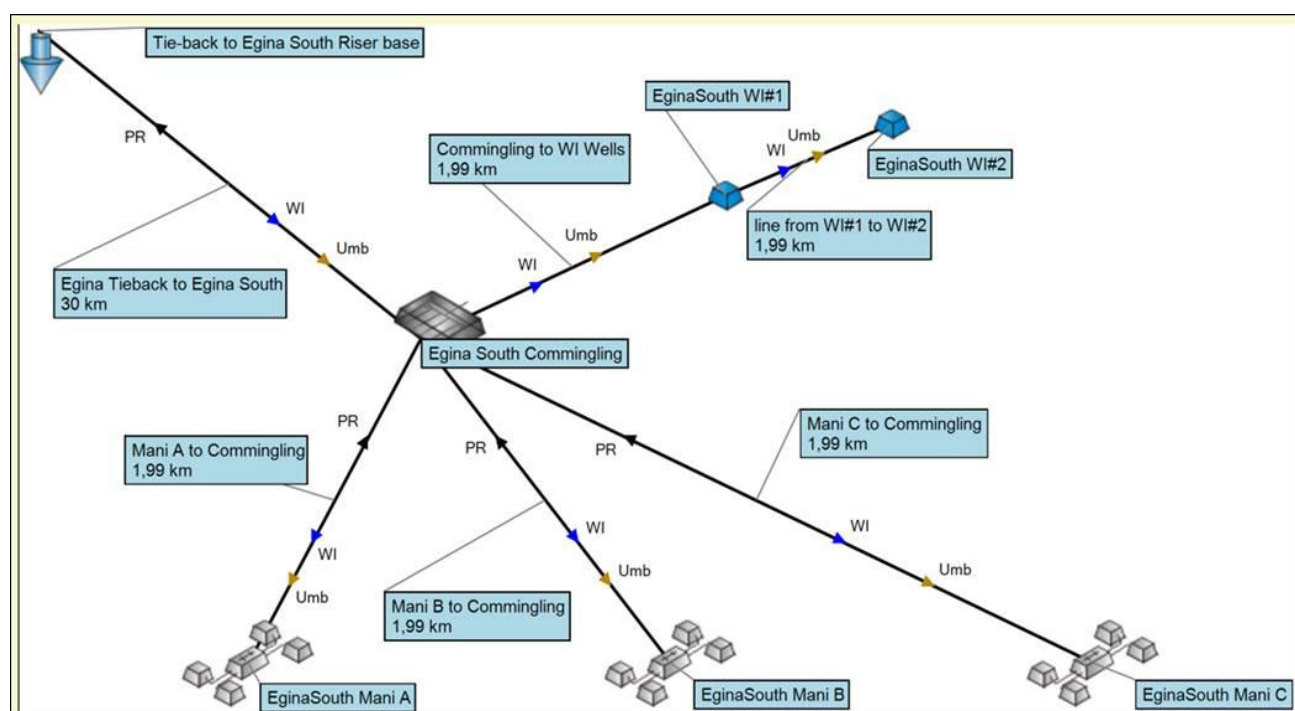 Tie-back to Egina South Riser base
PR
EginaSouth WI#1
Umb
WI
EginaSouth WI#2
Commingling to WI Wells
1,99 km
WI
Umb
Umb
line from WI#1 to WI#2
1,99 km
WI
Egina Tieback to Egina South
30 km
Egina South Commingling
PR
PR
PR
Mani A to Commingling
1,99 km
Mani C to Commingling
1,99 km
WI
WI
WI
Umb
Umb
Umb
Mani B to Commingling
1,99 km
EginaSouth Mani A
EginaSouth Mani B
EginaSouth Mani C